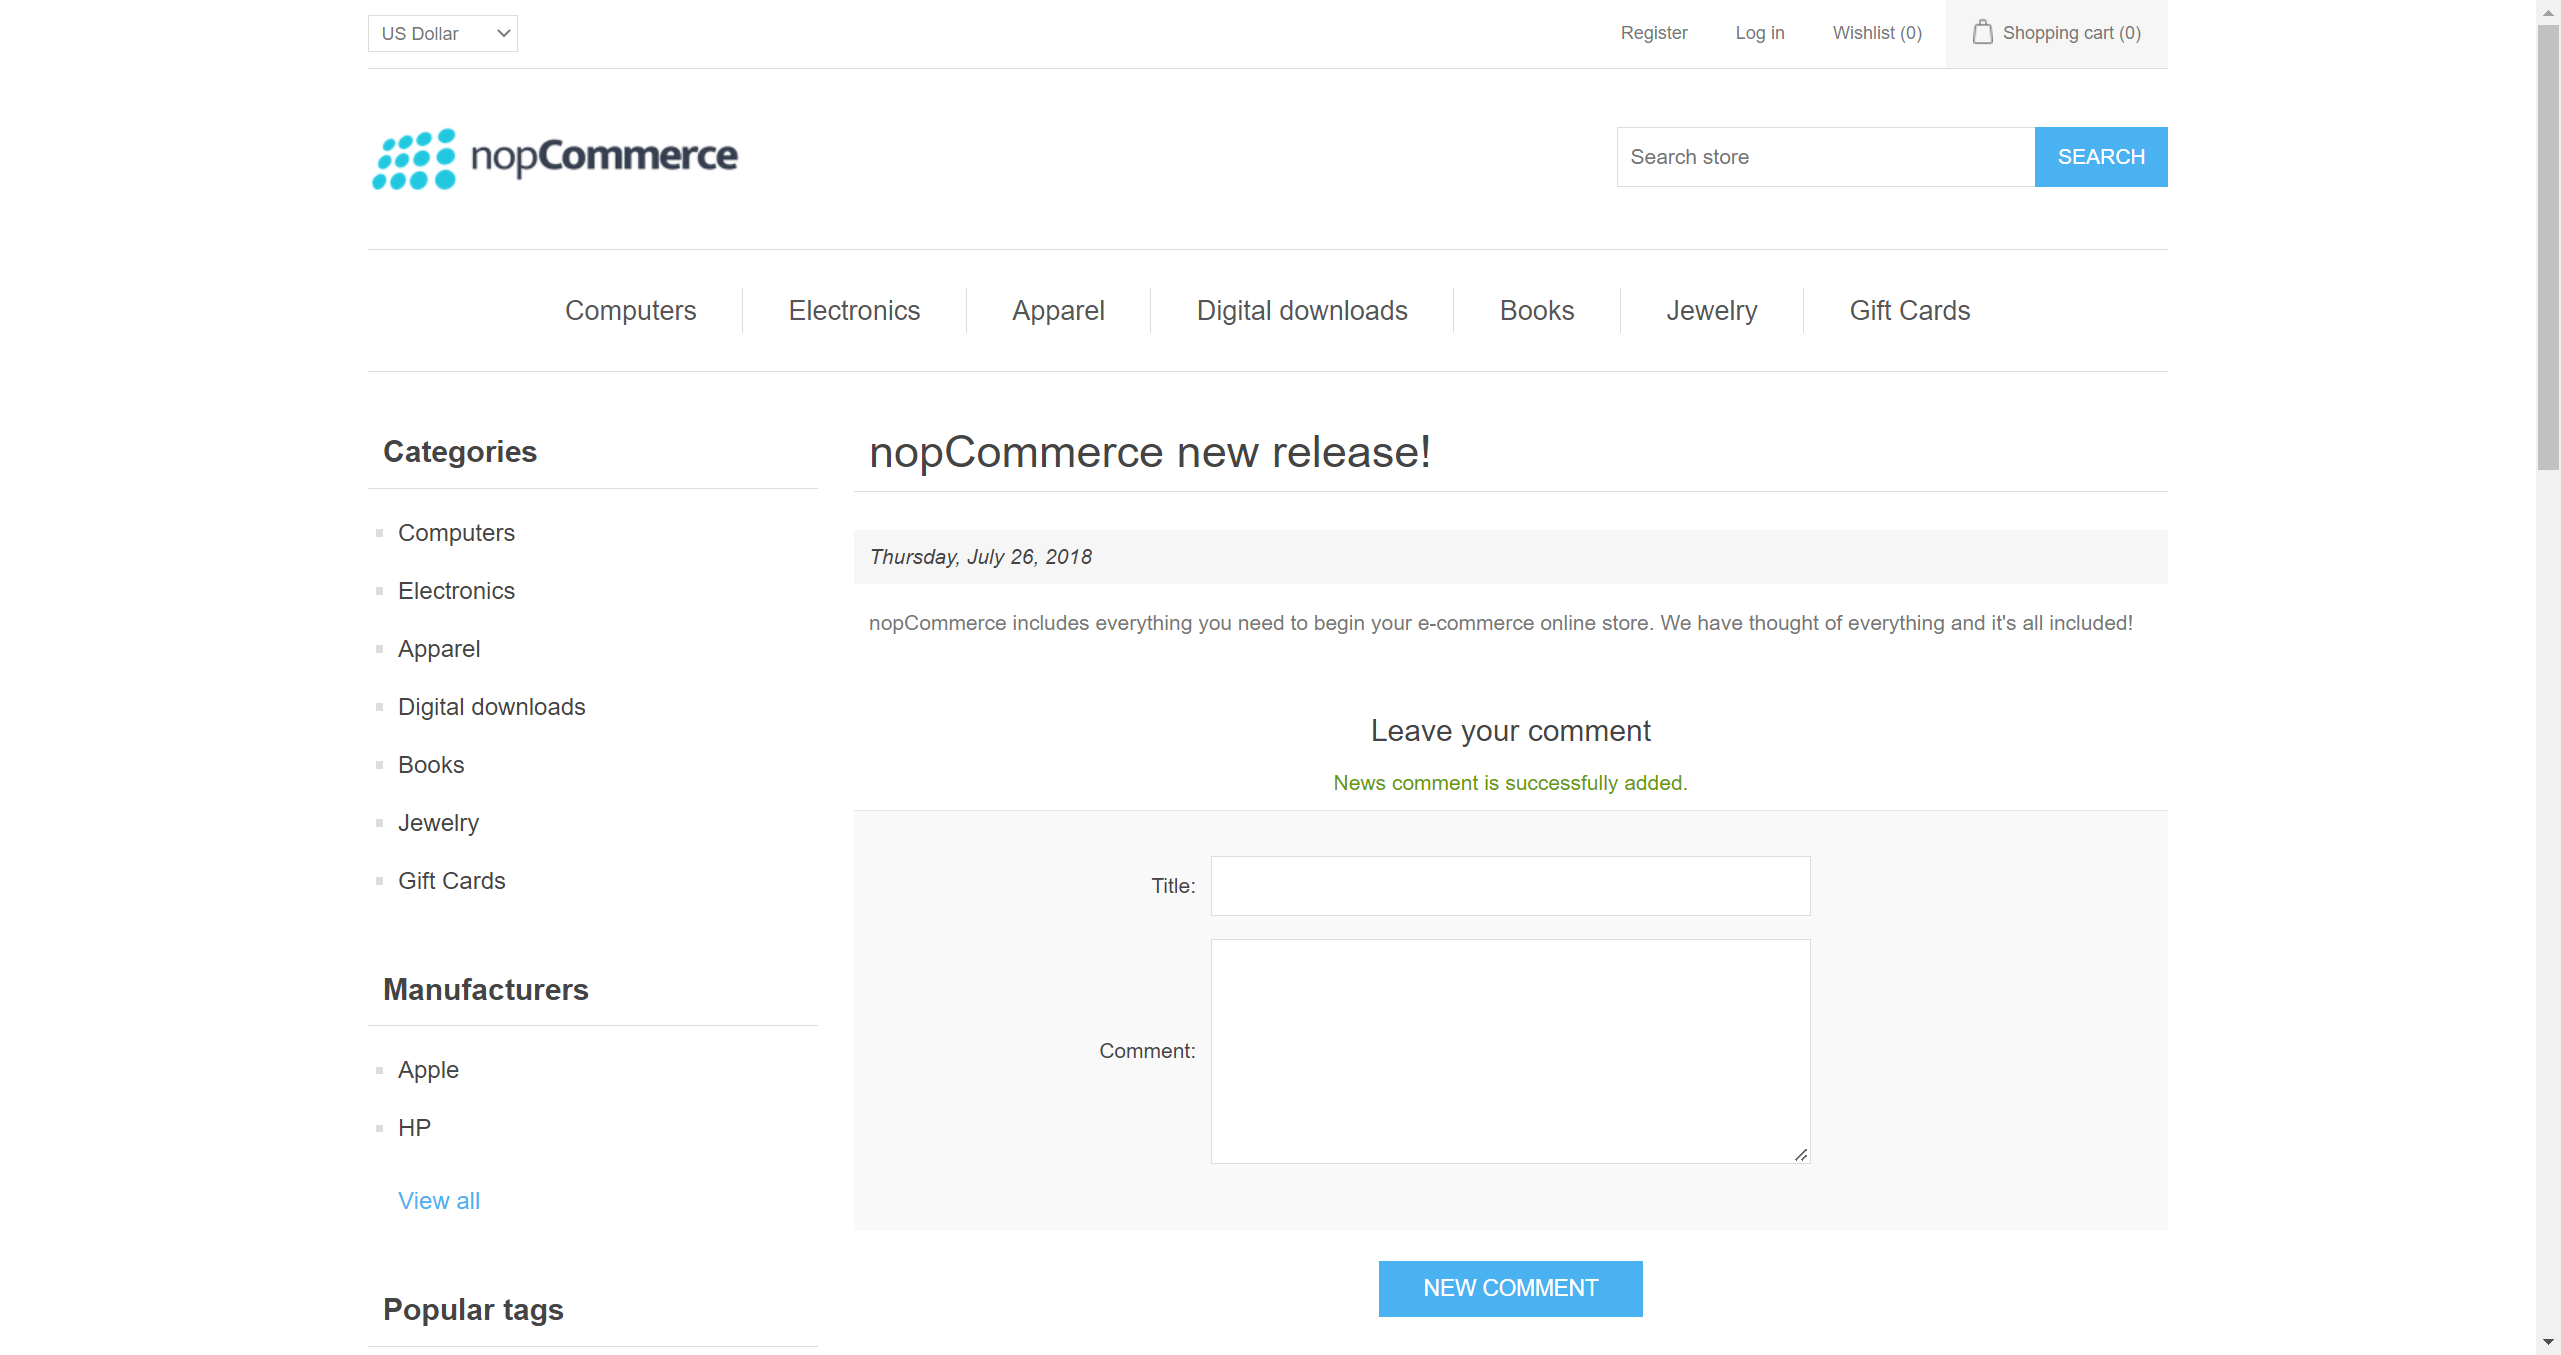 US Dollar
Register
Log in
Wishlist (0)
Shopping cart (0)
nopCommerce
Search store
SEARCH
Computers
Electronics
Apparel
Digital downloads
Books
Jewelry
Gift Cards
Categories
Computers
Electronics
Apparel
Digital downloads
Books
Jewelry
Gift Cards
Manufacturers
Apple
HP
View all
Popular tags
nopCommerce new release!
Thursday, July 26, 2018
nopCommerce includes everything you need to begin your e-commerce online store. We have thought of everything and it's all included!
Leave your comment
News comment is successfully added.
Title:
Comment:
NEW COMMENT